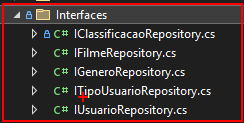 Interfaces
C# IClassificacaoRepository.cs
C# IFilmeRepository.cs
C# IGeneroRepository.cs
C# ITipoUsuarioRepository.cs
C# IUsuarioRepository.cs